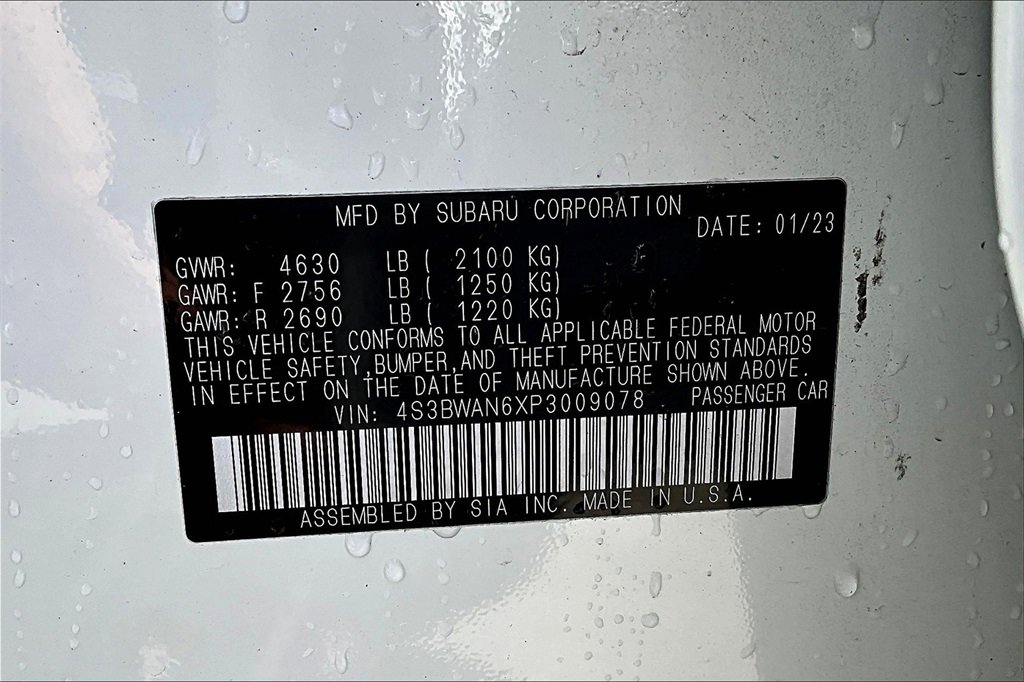 MFD BY SUBARU CORPORATION
DATE: 01/23
GVWR: 4630 LB ( 2100 KG)
GAWR: F 2756 LB ( 1250 KG)
GAWR: R 2690 LB ( 1220 KG)
THIS VEHICLE CONFORMS TO ALL APPLICABLE FEDERAL MOTOR
VEHICLE SAFETY,BUMPER,AND THEFT PREVENTION STANDARDS
IN EFFECT ON THE DATE OF MANUFACTURE SHOWN ABOVE.
VIN: 4S3BWAN6XP3009078 PASSENGER CAR
ASSEMBLED BY SIA INC. MADE IN U.S.A.